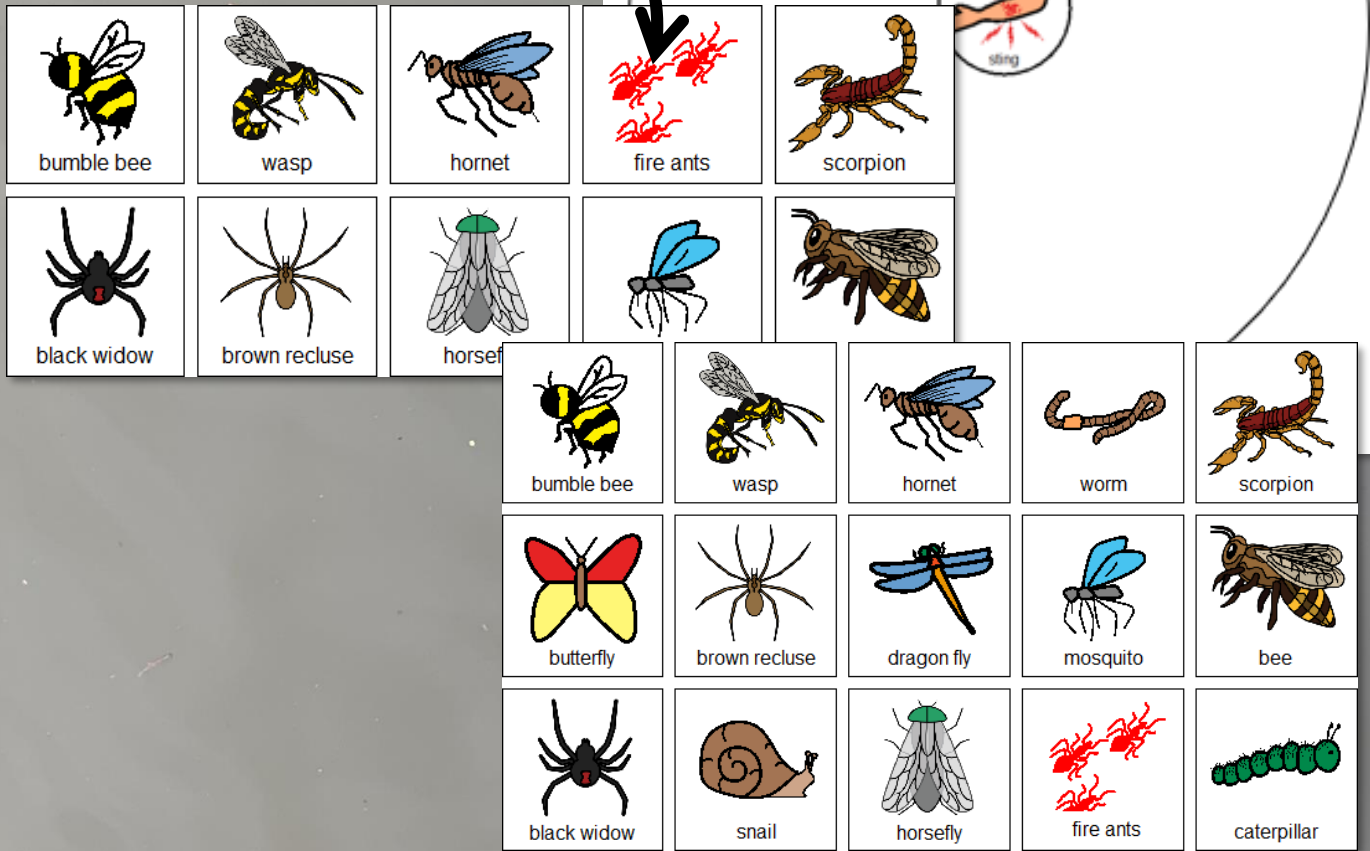 sting
bumble bee
wasp
hornet
fire ants
scorpion
black widow
brown recluse
horsef
bumble bee
wasp
hornet
worm
scorpion
butterfly
brown recluse
dragon fly
mosquito
bee
black widow
snail
horsefly
fire ants
caterpillar